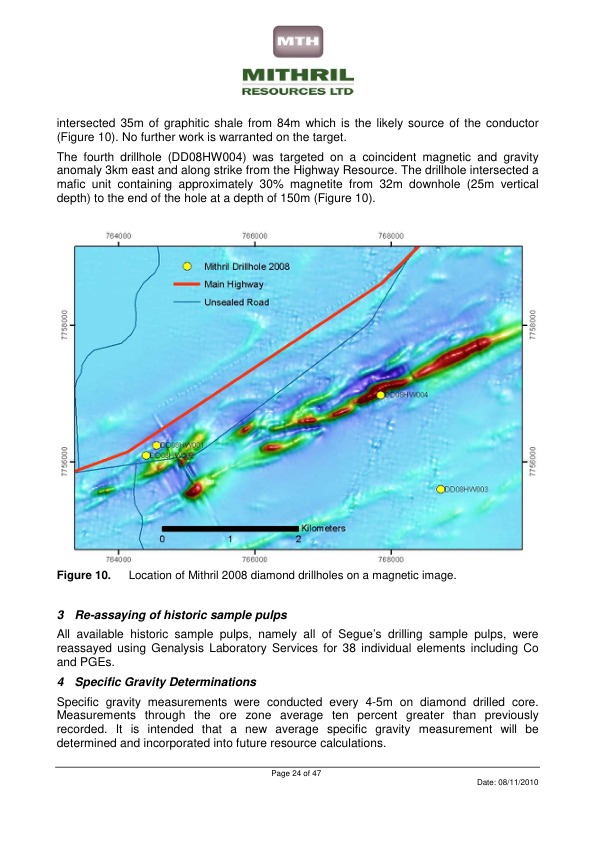 MTH
MITHRIL
RESOURCES LTD
intersected 35m of graphitic shale from 84m which is the likely source of the conductor
(Figure 10). No further work is warranted on the target.
The fourth drillhole (DD08HW004) was targeted on a coincident magnetic and gravity
anomaly 3km east and along strike from the Highway Resource. The drillhole intersected a
mafic unit containing approximately 30% magnetite from 32m downhole (25m vertical
depth) to the end of the hole at a depth of 150m (Figure 10).
764000 766000 768000
Mithril Drillhole 2008
Main Highway
Unsealed Road
7758000 7758000
DD08HW004
DD08HW001
7756000 7756000
DD08HW003
Kilometers
0 1 2
764000 766000 768000
Figure 10. Location of Mithril 2008 diamond drillholes on a magnetic image.
3 Re-assaying of historic sample pulps
All available historic sample pulps, namely all of Segue's drilling sample pulps, were
reassayed using Genalysis Laboratory Services for 38 individual elements including Co
and PGEs.
4 Specific Gravity Determinations
Specific gravity measurements were conducted every 4-5m on diamond drilled core.
Measurements through the ore zone average ten percent greater than previously
recorded. It is intended that a new average specific gravity measurement will be
determined and incorporated into future resource calculations.
Page 24 of 47
Date: 08/11/2010